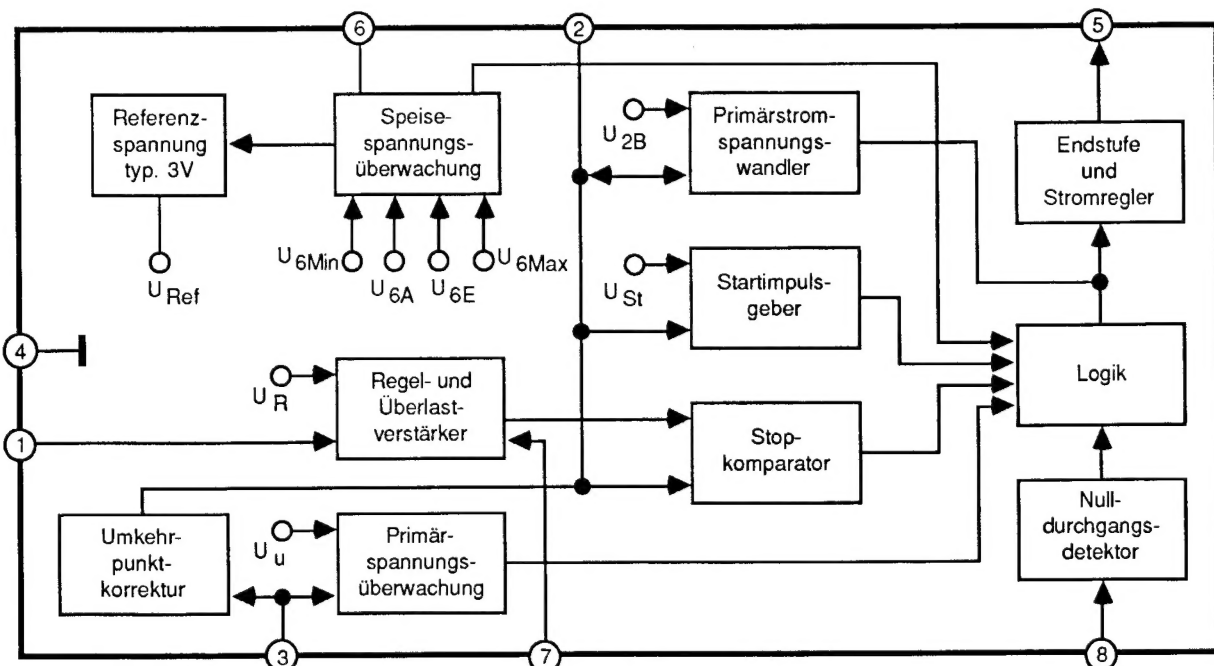 6
2
5
Referenz-
spannung
typ. 3V
Speise-
spannungs-
überwachung
U2B
Primärstrom-
spannungs-
wandler
Endstufe
und
Stromregler
URef
U6Min
U6A
U6E
U6Max
USt
Startimpuls-
geber
4
Logik
UR
Regel- und
Überlast-
verstärker
1
Stop-
komparator
Umkehr-
punkt-
korrektur
Uu
Primär-
spannungs-
überwachung
Null-
durchgangs-
detektor
3
7
8